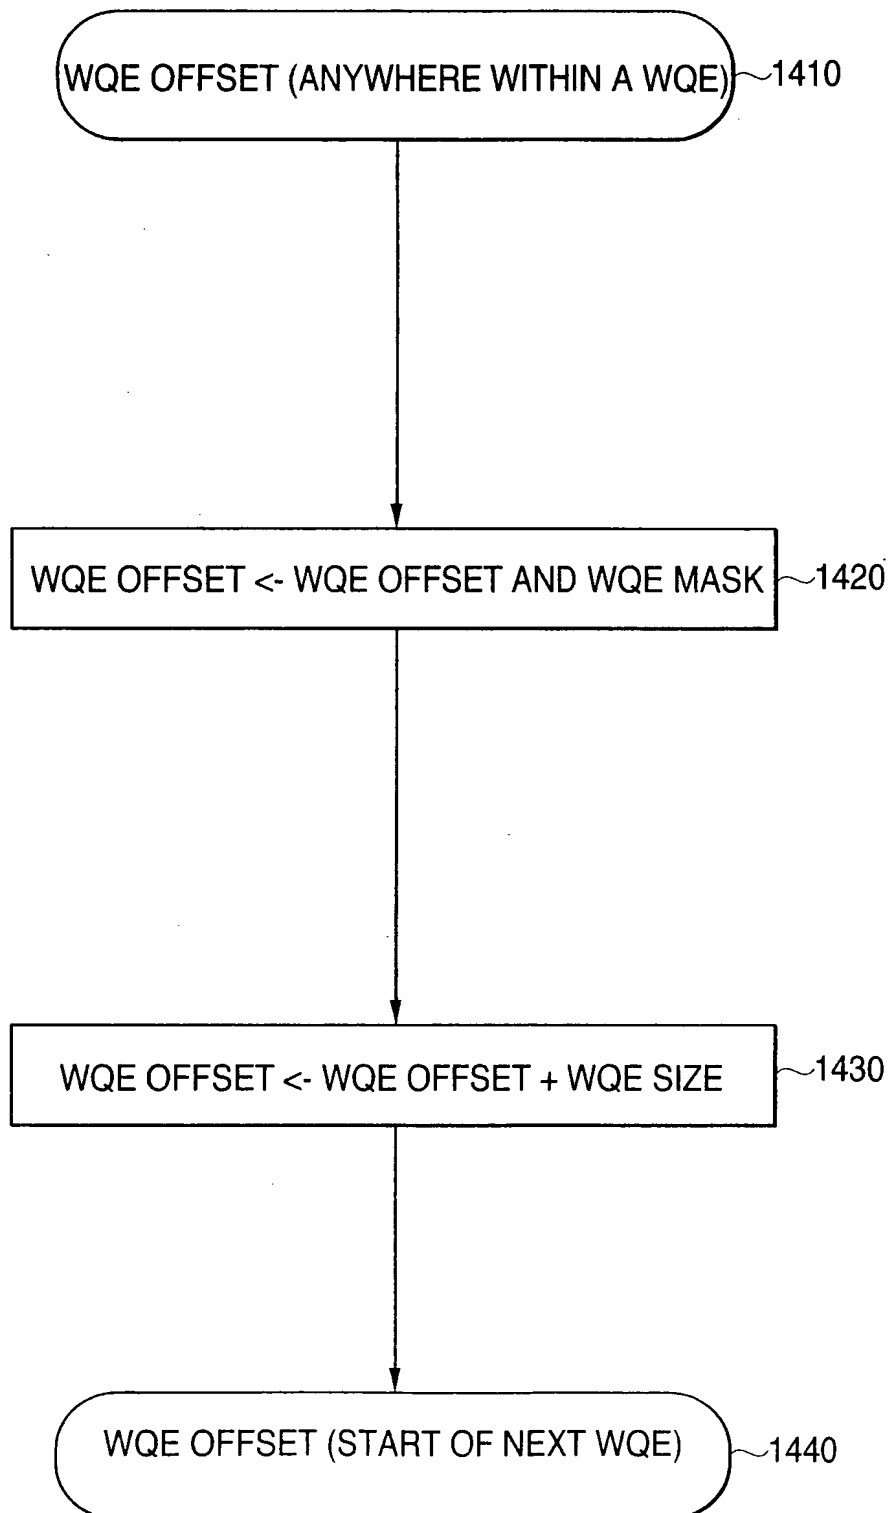 WQE OFFSET (ANYWHERE WITHIN A WQE) 1410
WQE OFFSET <- WQE OFFSET AND WQE MASK 1420
WQE OFFSET <- WQE OFFSET + WQE SIZE 1430
WQE OFFSET (START OF NEXT WQE) 1440